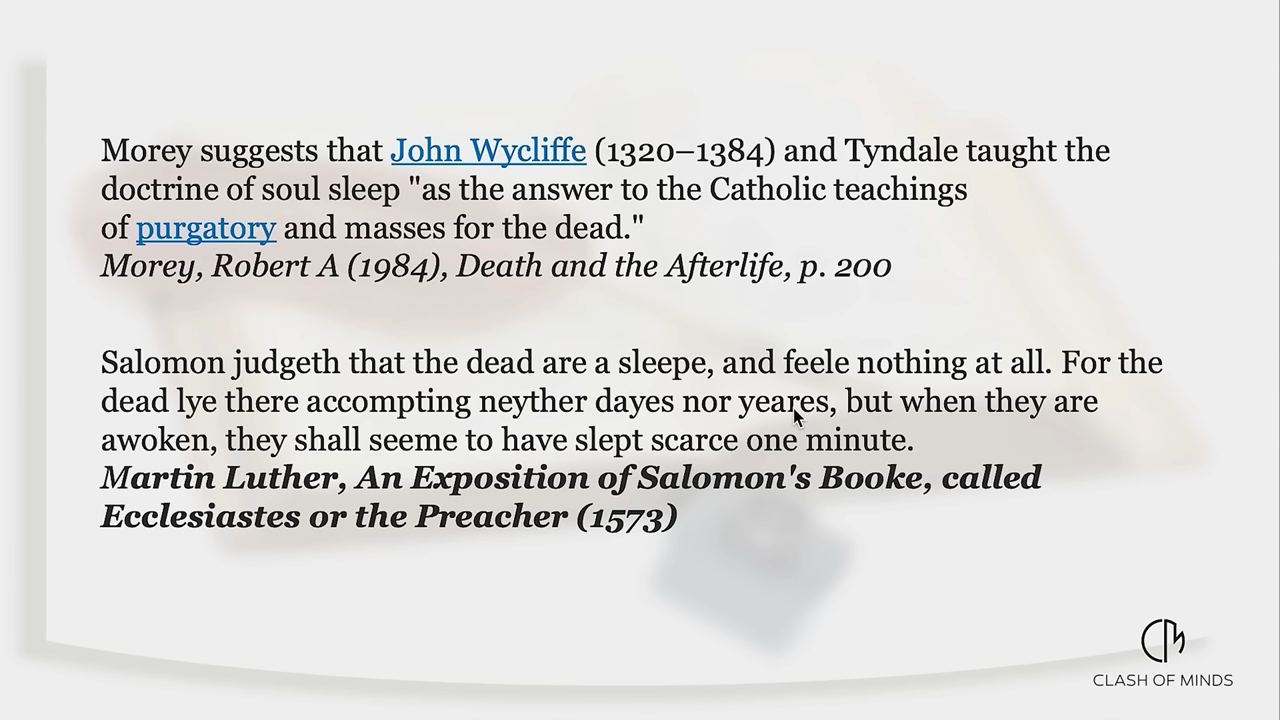 Morey suggests that John Wycliffe (1320–1384) and Tyndale taught the
doctrine of soul sleep "as the answer to the Catholic teachings
of purgatory and masses for the dead."
Morey, Robert A (1984), Death and the Afterlife, p. 200
Salomon judgeth that the dead are a sleepe, and feele nothing at all. For the
dead lye there accompting neyther dayes nor yeares, but when they are
awoken, they shall seeme to have slept scarce one minute.
Martin Luther, An Exposition of Salomon's Booke, called
Ecclesiastes or the Preacher (1573)
CLASH OF MINDS